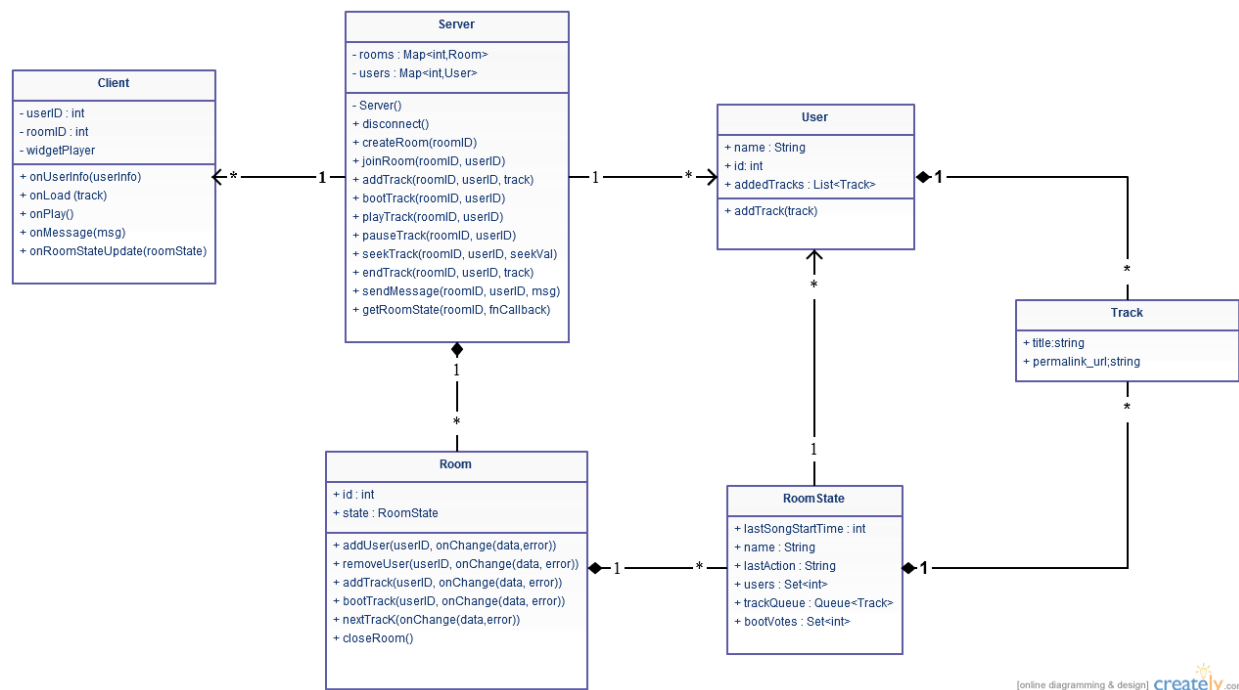 Server
- rooms : Map<int,Room>
- users : Map<int,User>
- Server()
+ disconnect()
+ createRoom(roomID)
+ joinRoom(roomID, userID)
+ addTrack(roomID, userID, track)
+ bootTrack(roomID, userID)
+ playTrack(roomID, userID)
+ pauseTrack(roomID, userID)
+ seekTrack(roomID, userID, seekVal)
+ endTrack(roomID, userID, track)
+ sendMessage(roomID, userID, msg)
+ getRoomState(roomID, fnCallback)
Client
- userID : int
- roomID : int
- widgetPlayer
+ onUserInfo(userInfo)
+ onLoad (track)
+ onPlay()
+ onMessage(msg)
+ onRoomStateUpdate(roomState)
* 1
1 *
User
+ name : String
+ id: int
+ addedTracks : List<Track>
+ addTrack(track)
1
*
Track
+ title:string
+ permalink_url;string
*
*
1
1
*
Room
+ id : int
+ state : RoomState
+ addUser(userID, onChange(data,error))
+ removeUser(userID, onChange(data, error))
+ addTrack(userID, onChange(data, error))
+ bootTrack(userID, onChange(data, error))
+ nextTracK(onChange(data,error))
+ closeRoom()
1 *
RoomState
+ lastSongStartTime : int
+ name : String
+ lastAction : String
+ users : Set<int>
+ trackQueue : Queue<Track>
+ bootVotes : Set<int>
1
[online diagramming & design] creately.com